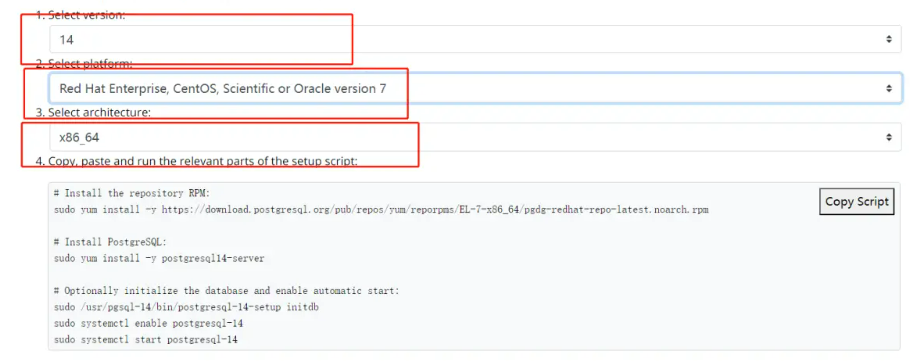 1. Select version:
14
2. Select platform:
Red Hat Enterprise, CentOS, Scientific or Oracle version 7
3. Select architecture:
x86_64
4. Copy, paste and run the relevant parts of the setup script:
Copy Script
# Install the repository RPM:
sudo yum install -y https://download.postgresql.org/pub/repos/yum/reporpms/EL-7-x86_64/pgdg-redhat-repo-latest.noarch.rpm
# Install PostgreSQL:
sudo yum install -y postgresql14-server
# Optionally initialize the database and enable automatic start:
sudo /usr/pgsql-14/bin/postgresql-14-setup initdb
sudo systemctl enable postgresql-14
sudo systemctl start postgresql-14